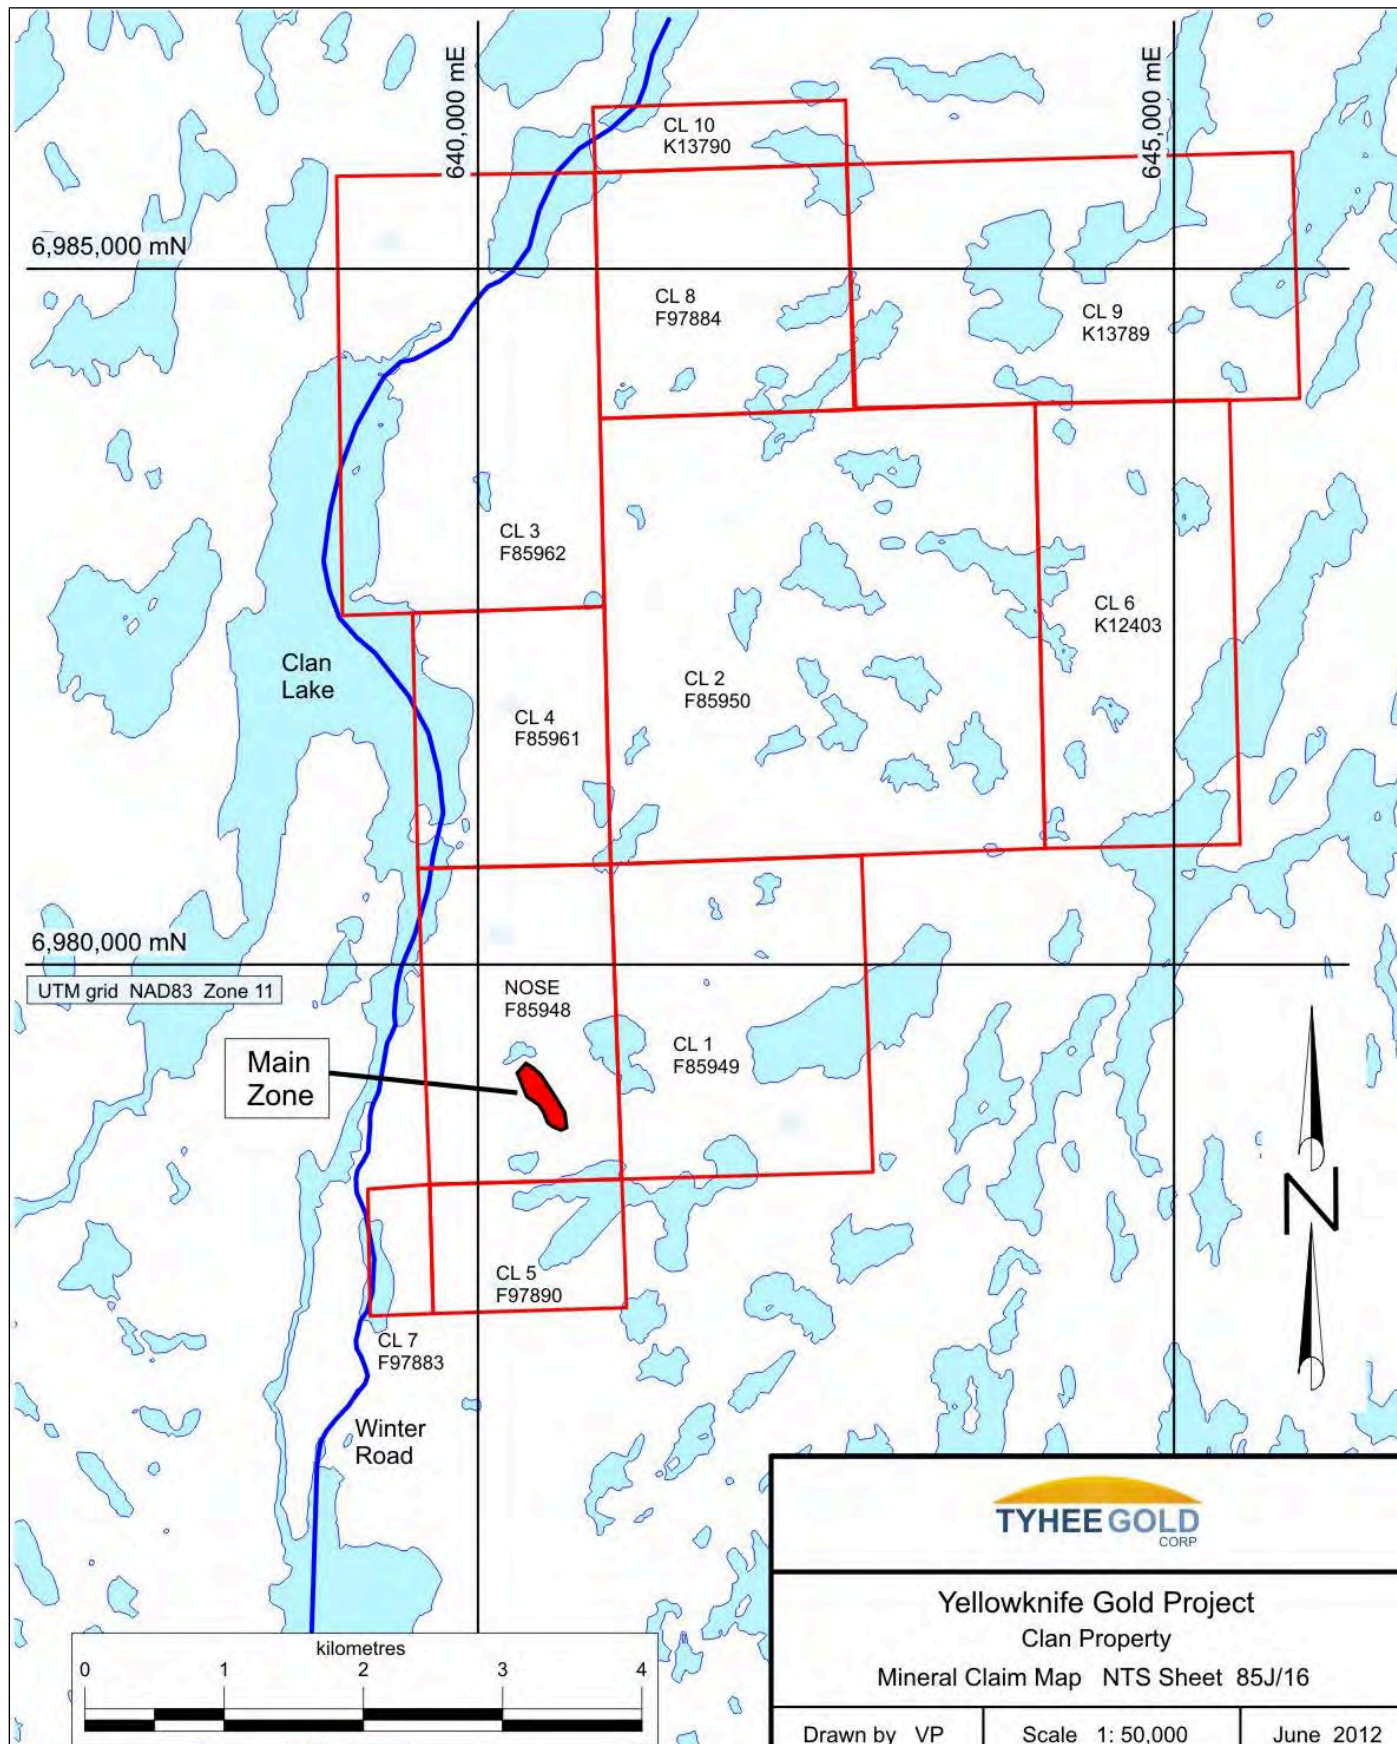 640,000 mE
645,000 mE
CL 10
K13790
6,985,000 mN
CL 8
F97884
CL 9
K13789
CL 3
F85962
CL 6
K12403
Clan
Lake
CL 2
F85950
CL 4
F85961
6,980,000 mN
UTM grid NAD83 Zone 11
NOSE
F85948
CL 1
F85949
Main
Zone
N
CL 5
F97890
CL 7
F97883
Winter
Road
kilometres
0 1 2 3 4
TYHEE GOLD
CORP
Yellowknife Gold Project
Clan Property
Mineral Claim Map NTS Sheet 85J/16
Drawn by VP
Scale 1: 50,000
June 2012